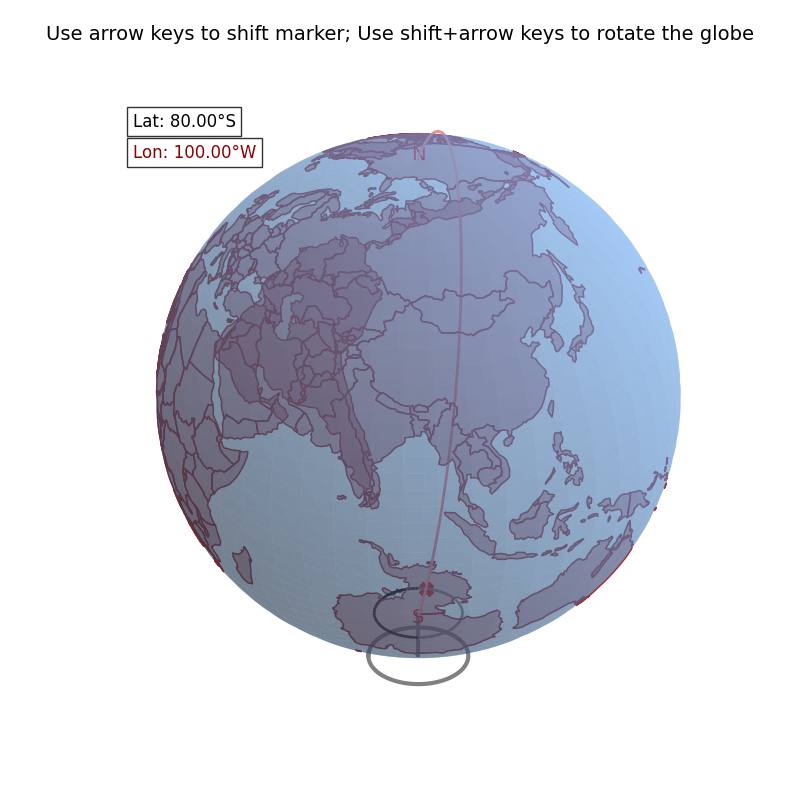 Use arrow keys to shift marker; Use shift+arrow keys to rotate the globe
Lat: 80.00°S
Lon: 100.00°W
N
S